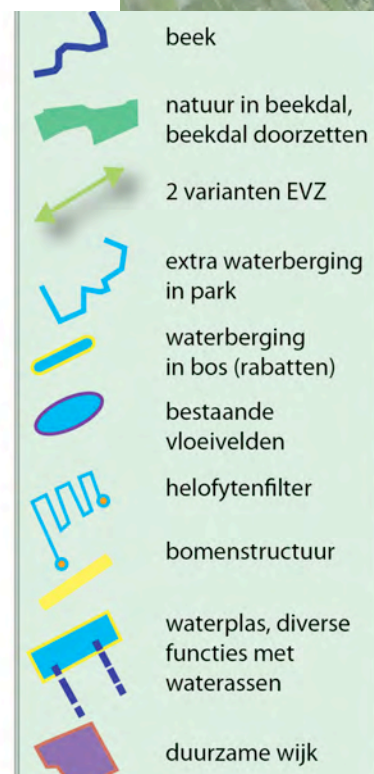 beek
natuur in beekdal,
beekdal doorzetten
2 varianten EVZ
extra waterberging
in park
waterberging
in bos (rabatten)
bestaande
vloeivelden
helofytenfilter
bomenstructuur
waterplas, diverse
functies met
waterassen
duurzame wijk